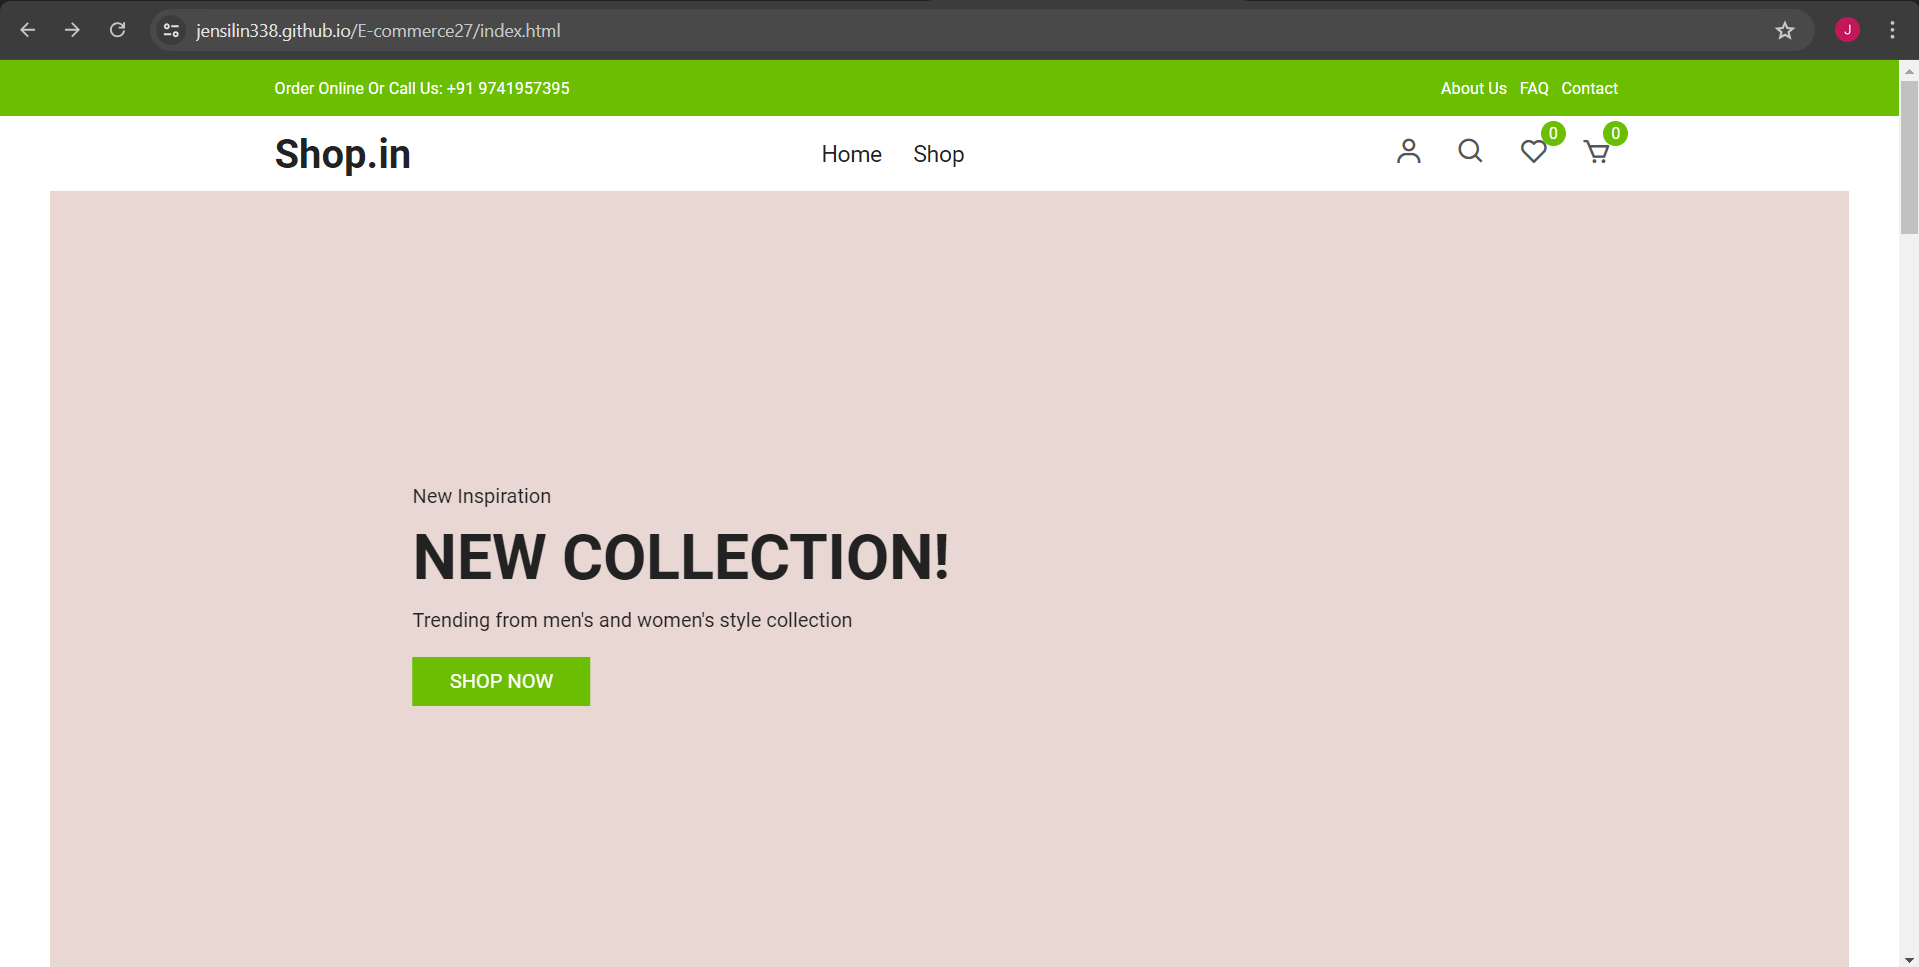 jensilin338.github.io/E-commerce27/index.html
J
Order Online Or Call Us: +91 9741957395
About Us FAQ Contact
Shop.in
Home Shop
0 0
New Inspiration
NEW COLLECTION!
Trending from men's and women's style collection
SHOP NOW